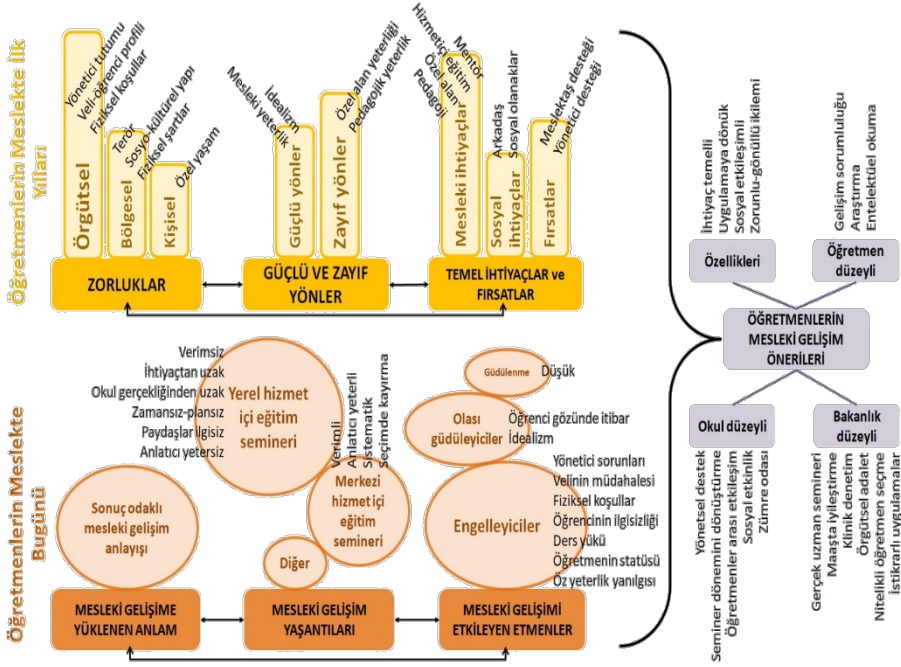 Öğretmenlerin Meslekte İlk
Yılları
Örgütsel
Yönetici tutumu
Veli-öğrenci profili
Fiziksel koşullar
Bölgesel
Terör
Sosyo-kültürel yapı
Fiziksel şartlar
Kişisel
Özel yaşam
ZORLUKLAR
Güçlü yönler
İdealizm
Mesleki yeterlik
Zayıf yönler
Özel alan yeterliği
Pedagojik yeterlik
GÜÇLÜ VE ZAYIF
YÖNLER
Mesleki ihtiyaçlar
Mentör
Hizmetiçi eğitim
Özel alan
Pedagoji
Sosyal
ihtiyaçlar
Arkadaş
Sosyal olanaklar
Fırsatlar
Meslektaş desteği
Yönetici desteği
TEMEL İHTİYAÇLAR ve
FIRSATLAR
Öğretmenlerin Meslekte
Bugünü
Sonuç odaklı
mesleki gelişim
anlayışı
MESLEKİ GELİŞİME
YÜKLENEN ANLAM
Verimsiz
İhtiyaçtan uzak
Okul gerçekliğinden uzak
Zamansız-plansız
Paydaşlar ilgisiz
Anlatıcı yetersiz
Yerel hizmet
içi eğitim
semineri
Verimli
Anlatıcı yeterli
Sistematik
Seçimde kayırma
Merkezi
hizmet içi
eğitim
semineri
Diğer
MESLEKİ GELİŞİM
YAŞANTILARI
Güdülenme
Düşük
Olası
güdüleyiciler
Öğrenci gözünde itibar
İdealizm
Engelleyiciler
Yönetici sorunları
Velinin müdahalesi
Fiziksel koşullar
Öğrencinin ilgisizliği
Ders yükü
Öğretmenin statüsü
Öz yeterlik yanılgısı
MESLEKİ GELİŞİMİ
ETKİLEYEN ETMENLER
İhtiyaç temelli
Uygulamaya dönük
Sosyal etkileşimli
Zorunlu-gönüllü ikilemi
Özellikleri
Gelişim sorumluluğu
Araştırma
Entelektüel okuma
Öğretmen
düzeyli
ÖĞRETMENLERİN
MESLEKİ GELİŞİM
ÖNERİLERİ
Okul düzeyli
Yönetsel destek
Seminer dönemini dönüştürme
Öğretmenler arası etkileşim
Sosyal etkinlik
Zümre odası
Bakanlık
düzeyli
Gerçek uzman semineri
Maaşta iyileştirme
Klinik denetim
Örgütsel adalet
Nitelikli öğretmen seçme
İstikrarlı uygulamalar